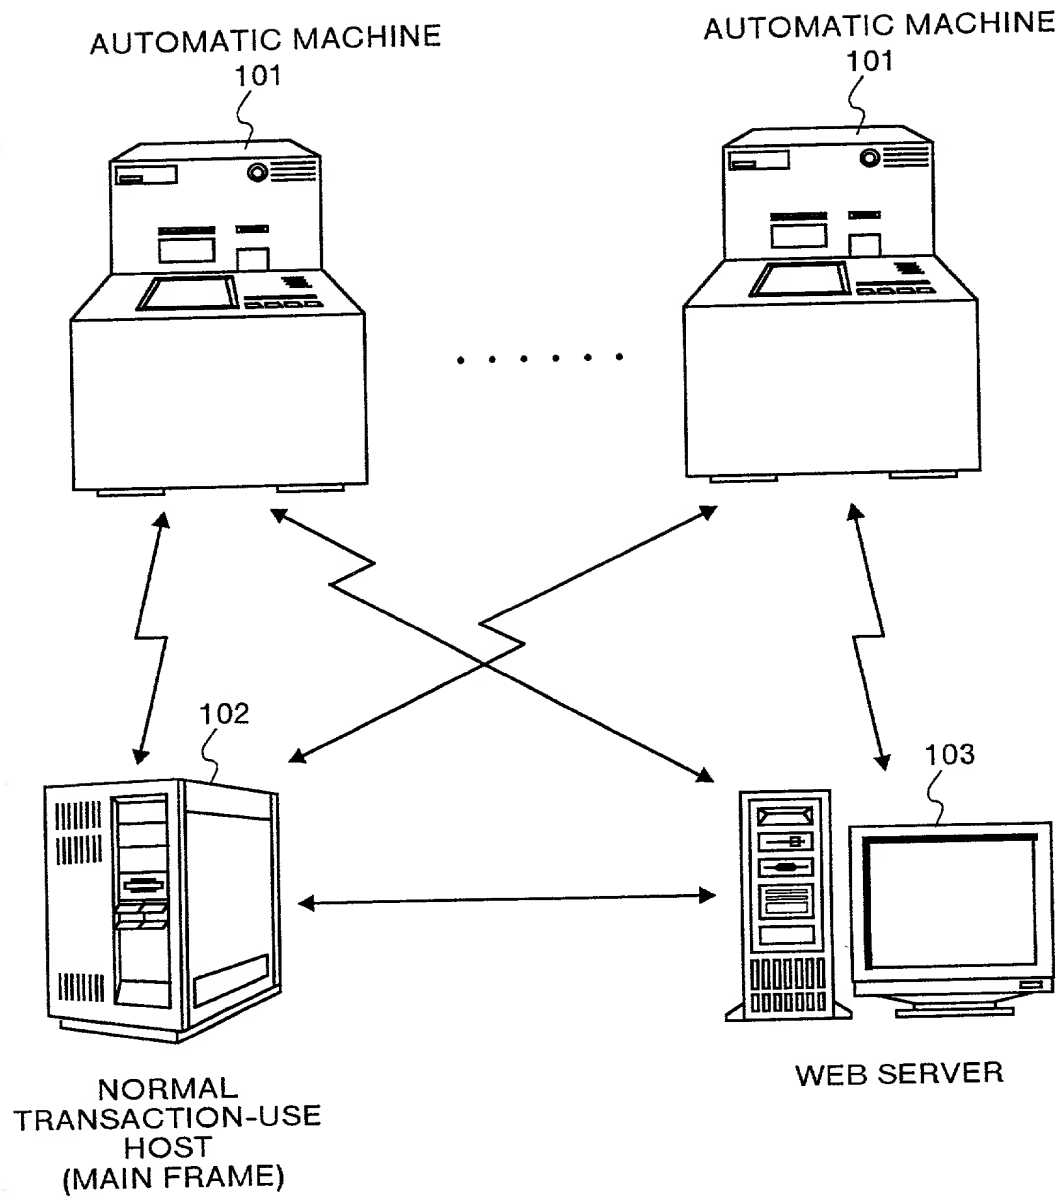 AUTOMATIC MACHINE
101
AUTOMATIC MACHINE
101
102
103
NORMAL
TRANSACTION-USE
HOST
(MAIN FRAME)
WEB SERVER